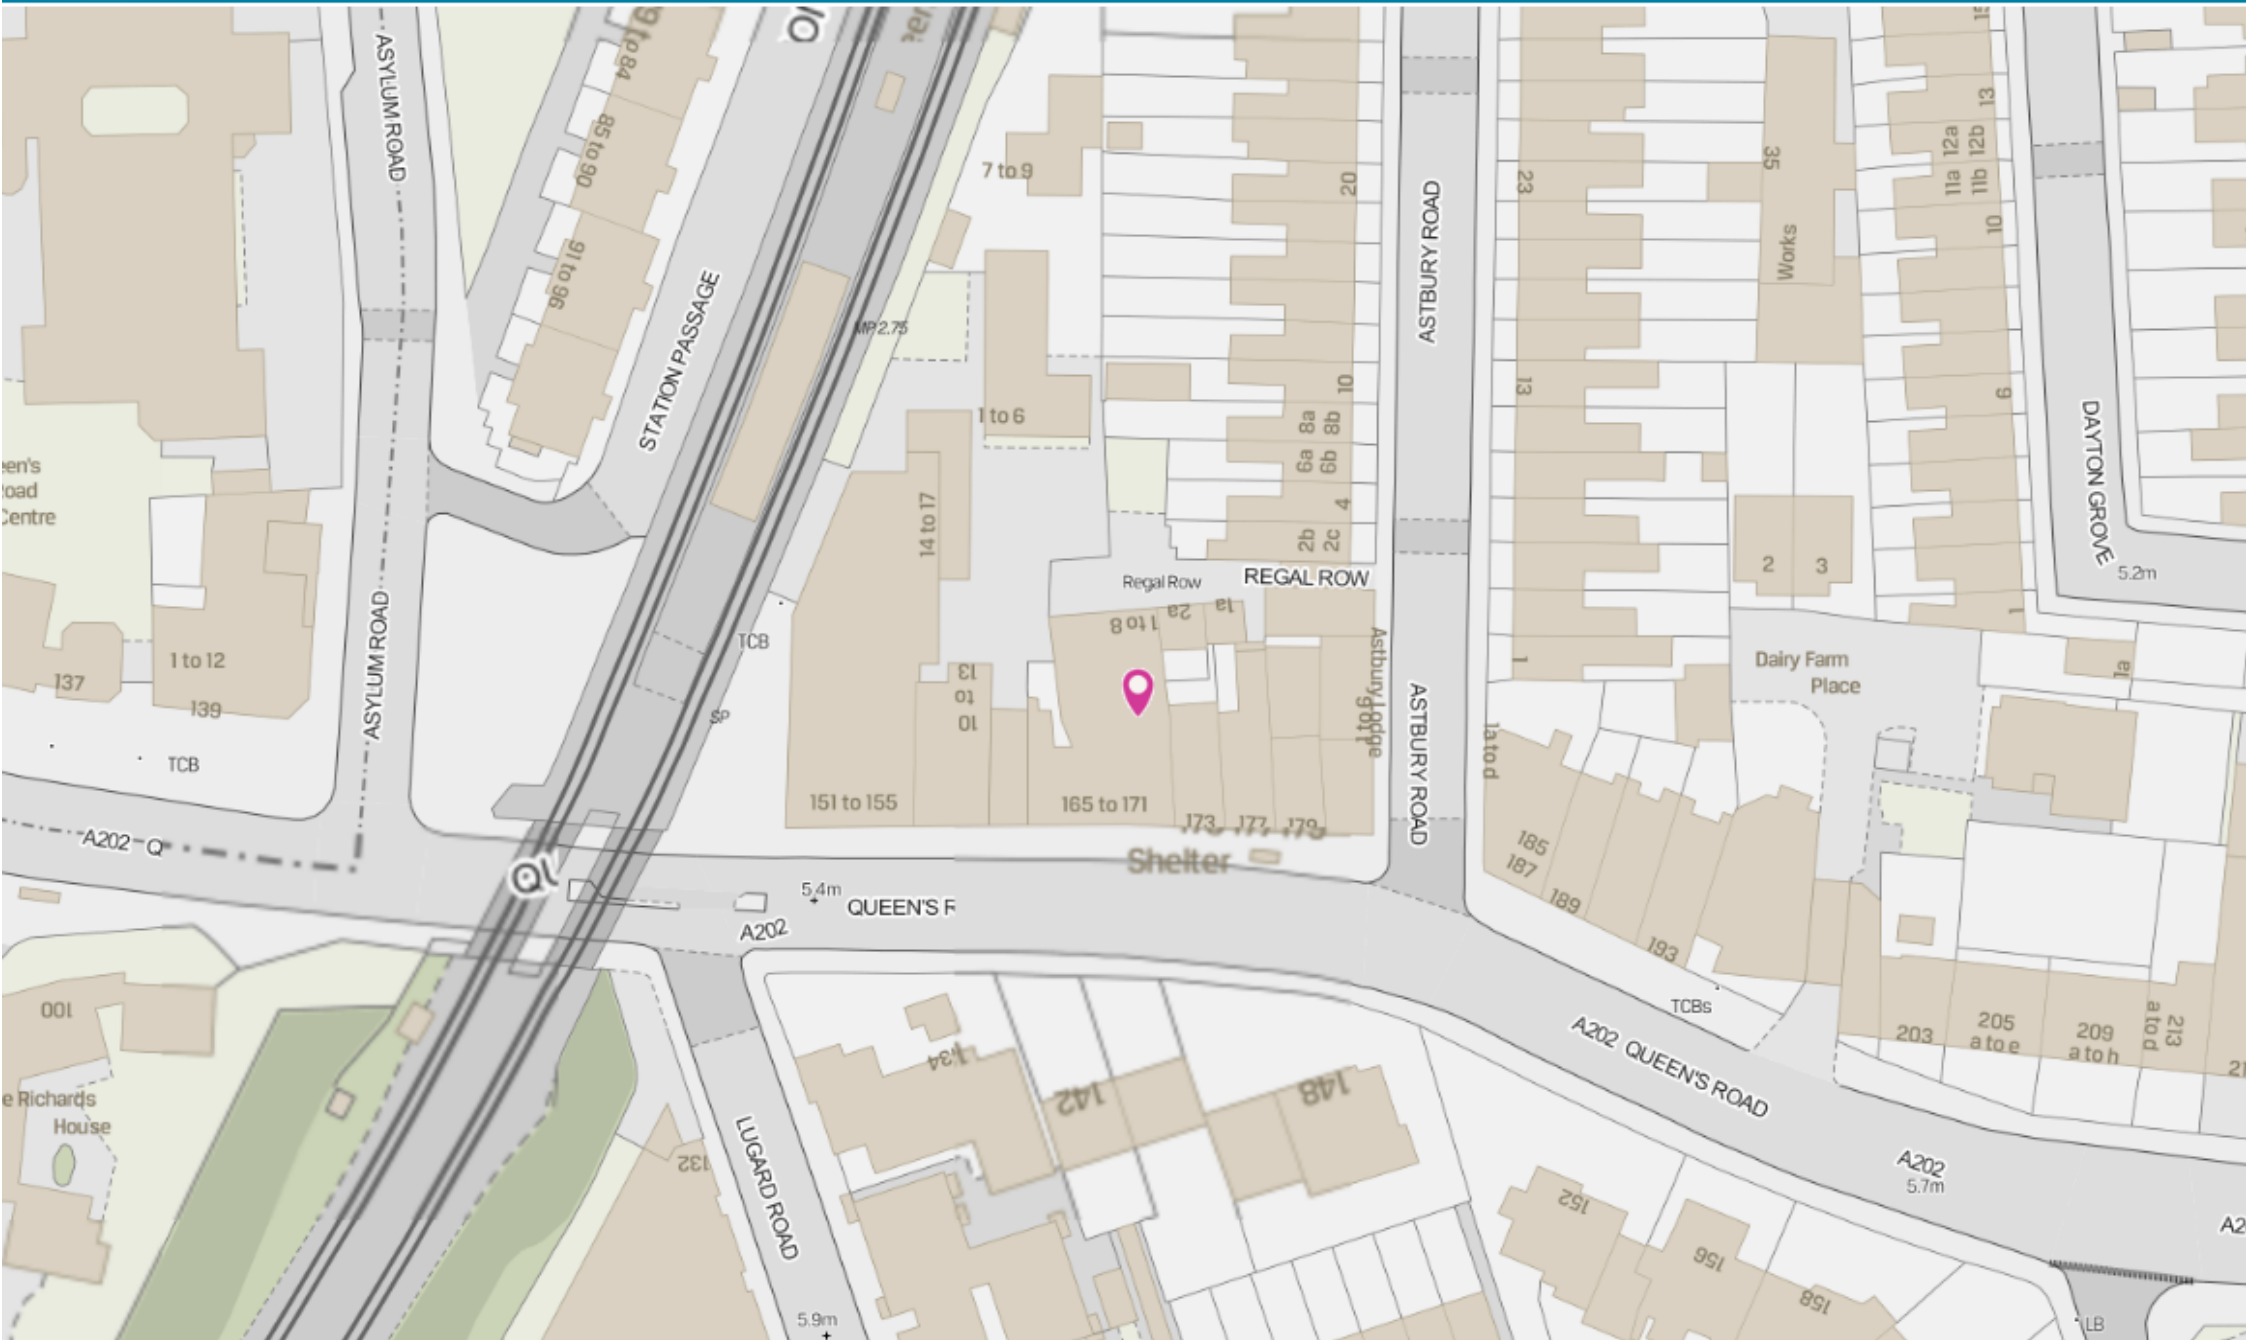 ASYLUM ROAD
85 to 90
91 to 96
STATION PASSAGE
MP 2.75
7 to 9
1 to 6
14 to 17
20
10
8a 8b
6a 6b
4
2b 2c
ASTBURY ROAD
23
13
1
35
Works
13
12a 12b
11a 11b
10
6
1
DAYTON GROVE
5.2m
2
3
Regal Row
REGAL ROW
1 to 8
2a
1a
TCB
SP
13
to
10
Centre
1 to 12
137
139
TCB
ASYLUM ROAD
151 to 155
165 to 171
173
177
179
Astbury Lodge
1 to 9
ASTBURY ROAD
1a to d
Dairy Farm
Place
1a
185
187
189
193
Shelter
A202 Q
5.4m
QUEEN'S R
A202
TCBs
A202 QUEEN'S ROAD
203
205
a to e
209
a to h
213
a to d
100
Richards
House
134
142
148
132
LUGARD ROAD
5.9m
152
156
158
A202
5.7m
LB